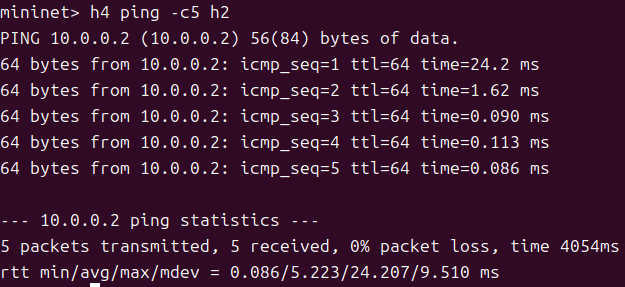 mininet> h4 ping -c5 h2
PING 10.0.0.2 (10.0.0.2) 56(84) bytes of data.
64 bytes from 10.0.0.2: icmp_seq=1 ttl=64 time=24.2 ms
64 bytes from 10.0.0.2: icmp_seq=2 ttl=64 time=1.62 ms
64 bytes from 10.0.0.2: icmp_seq=3 ttl=64 time=0.090 ms
64 bytes from 10.0.0.2: icmp_seq=4 ttl=64 time=0.113 ms
64 bytes from 10.0.0.2: icmp_seq=5 ttl=64 time=0.086 ms
--- 10.0.0.2 ping statistics ---
5 packets transmitted, 5 received, 0% packet loss, time 4054ms
rtt min/avg/max/mdev = 0.086/5.223/24.207/9.510 ms